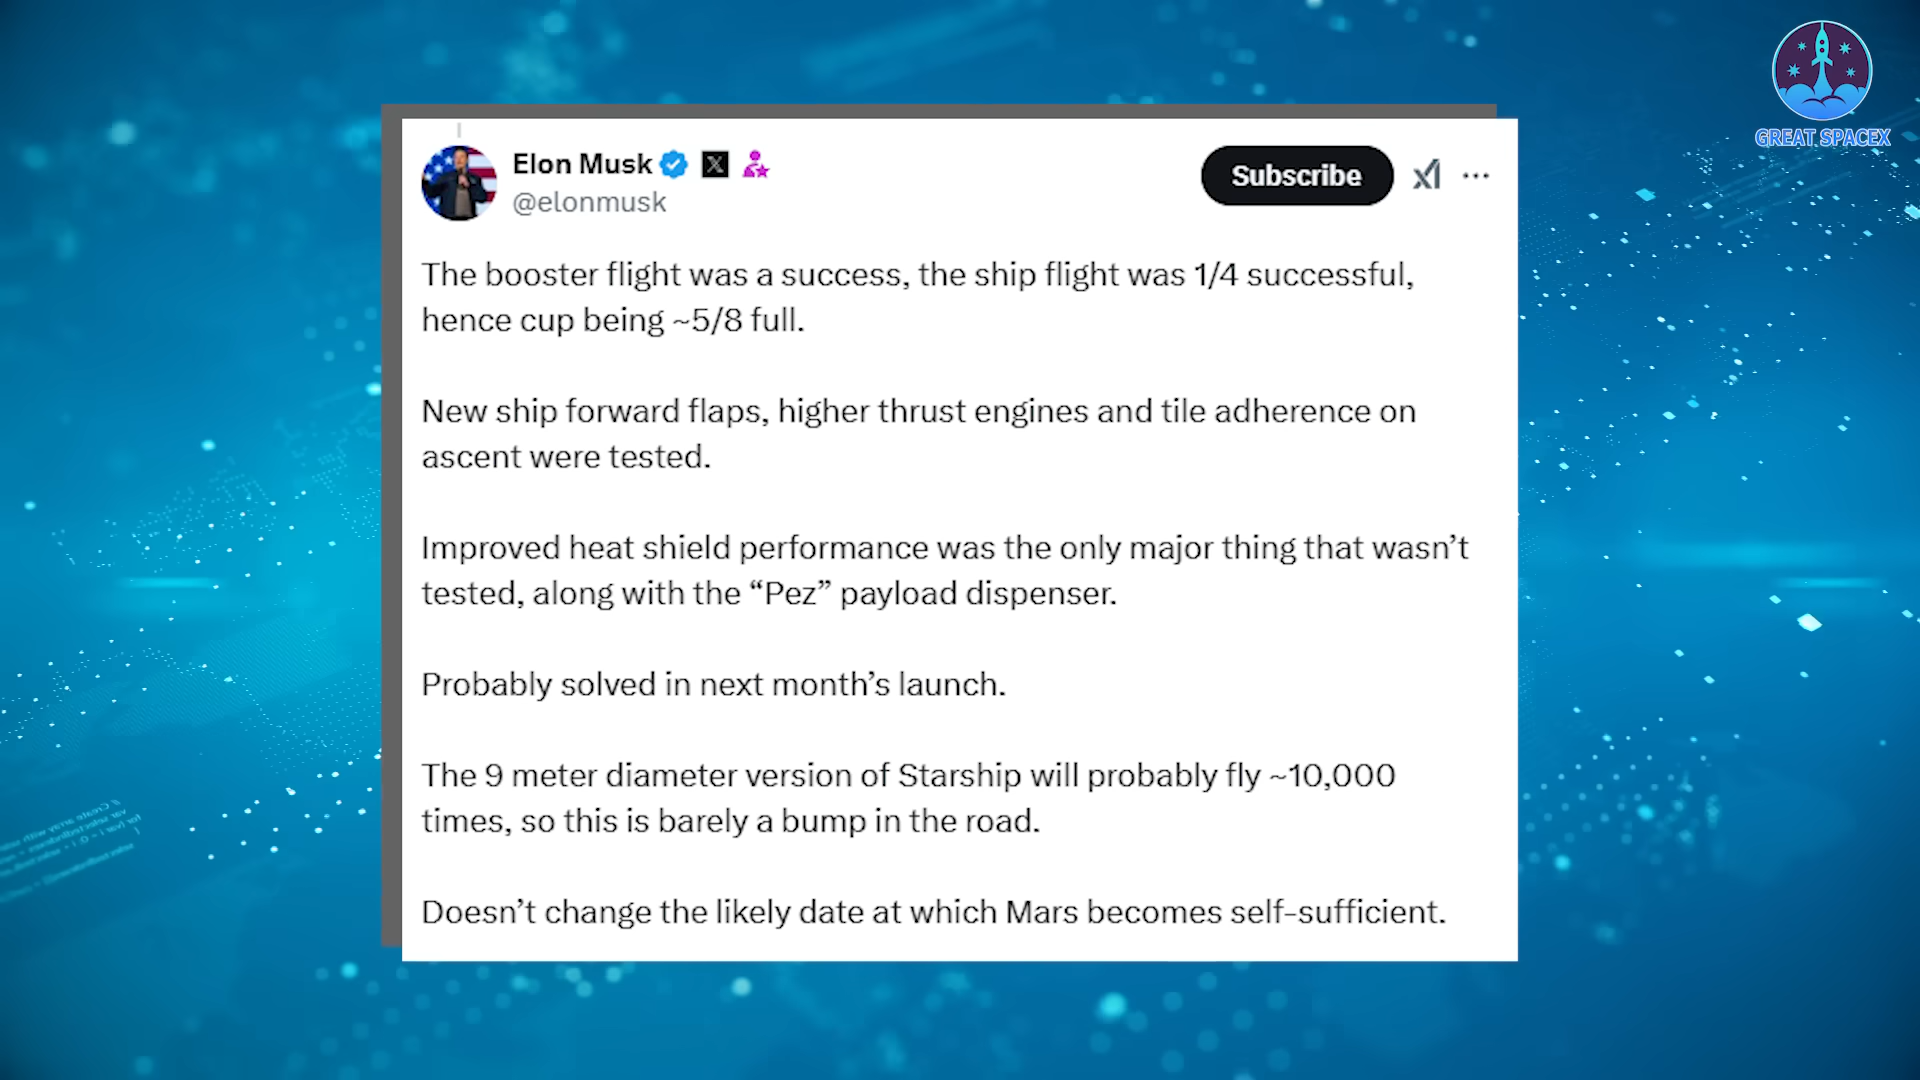 GREAT SPACEX
Elon Musk
@elonmusk
Subscribe
The booster flight was a success, the ship flight was 1/4 successful,
hence cup being ~5/8 full.
New ship forward flaps, higher thrust engines and tile adherence on
ascent were tested.
Improved heat shield performance was the only major thing that wasn’t
tested, along with the “Pez” payload dispenser.
Probably solved in next month’s launch.
The 9 meter diameter version of Starship will probably fly ~10,000
times, so this is barely a bump in the road.
Doesn’t change the likely date at which Mars becomes self-sufficient.